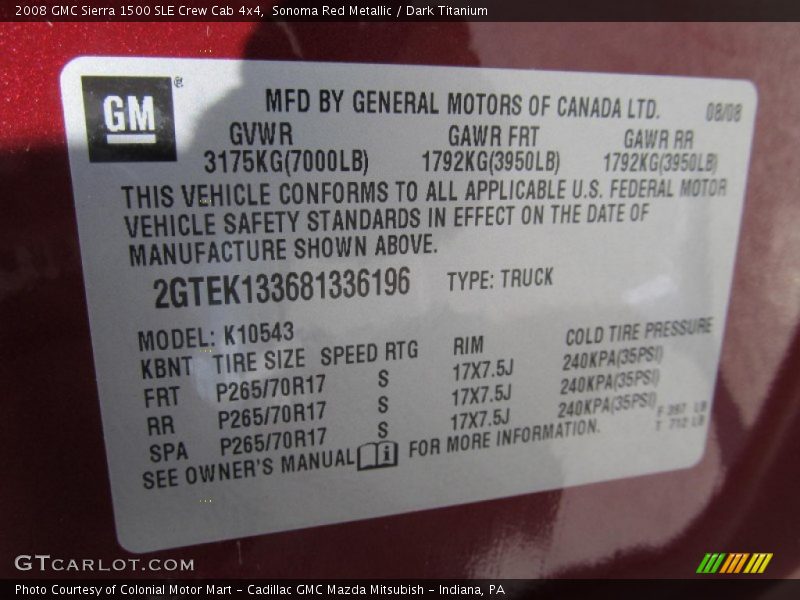 2008 GMC Sierra 1500 SLE Crew Cab 4x4, Sonoma Red Metallic / Dark Titanium
GM®
MFD BY GENERAL MOTORS OF CANADA LTD. 08/08
GVWR GAWR FRT GAWR RR
3175KG(7000LB) 1792KG(3950LB) 1792KG(3950LB)
THIS VEHICLE CONFORMS TO ALL APPLICABLE U.S. FEDERAL MOTOR
VEHICLE SAFETY STANDARDS IN EFFECT ON THE DATE OF
MANUFACTURE SHOWN ABOVE.
2GTEK133681336196 TYPE: TRUCK
MODEL: K10543
KBNT TIRE SIZE SPEED RTG RIM COLD TIRE PRESSURE
FRT P265/70R17 S 17X7.5J 240KPA(35PSI)
RR P265/70R17 S 17X7.5J 240KPA(35PSI)
SPA P265/70R17 S 17X7.5J 240KPA(35PSI)
F 387 LB
T 712 LB
SEE OWNER'S MANUAL FOR MORE INFORMATION.
GTCARLOT.COM
Photo Courtesy of Colonial Motor Mart - Cadillac GMC Mazda Mitsubish - Indiana, PA